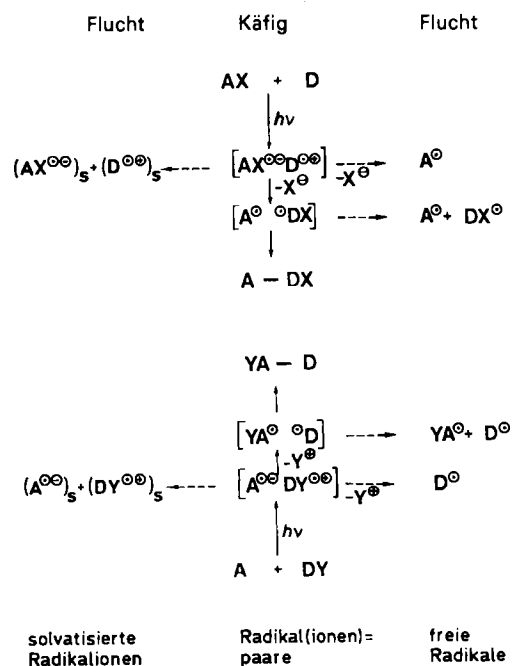 Flucht Käfig Flucht
AX + D
hν
(AX⊙⊖)s + (D⊙⊕)s [AX⊙⊖D⊙⊕] -X⊖ A⊙
-X⊖
[A⊙ ⊙DX] A⊙ + DX⊙
A — DX
YA — D
[YA⊙ ⊙D] YA⊙ + D⊙
-Y⊕
(A⊙⊖)s + (DY⊙⊕)s [A⊙⊖ DY⊙⊕] -Y⊕ D⊙
hν
A + DY
solvatisierte Radikal(ionen)= freie
Radikalionen paare Radikale